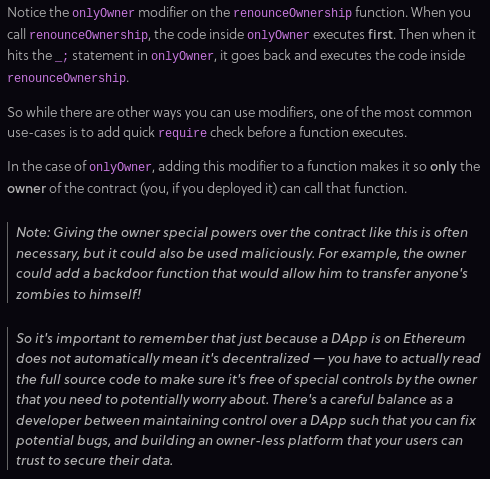 Notice the onlyOwner modifier on the renounceOwnership function. When you
call renounceOwnership, the code inside onlyOwner executes first. Then when it
hits the _; statement in onlyOwner, it goes back and executes the code inside
renounceOwnership.
So while there are other ways you can use modifiers, one of the most common
use-cases is to add quick require check before a function executes.
In the case of onlyOwner, adding this modifier to a function makes it so only the
owner of the contract (you, if you deployed it) can call that function.
Note: Giving the owner special powers over the contract like this is often
necessary, but it could also be used maliciously. For example, the owner
could add a backdoor function that would allow him to transfer anyone's
zombies to himself!
So it's important to remember that just because a DApp is on Ethereum
does not automatically mean it's decentralized — you have to actually read
the full source code to make sure it's free of special controls by the owner
that you need to potentially worry about. There's a careful balance as a
developer between maintaining control over a DApp such that you can fix
potential bugs, and building an owner-less platform that your users can
trust to secure their data.